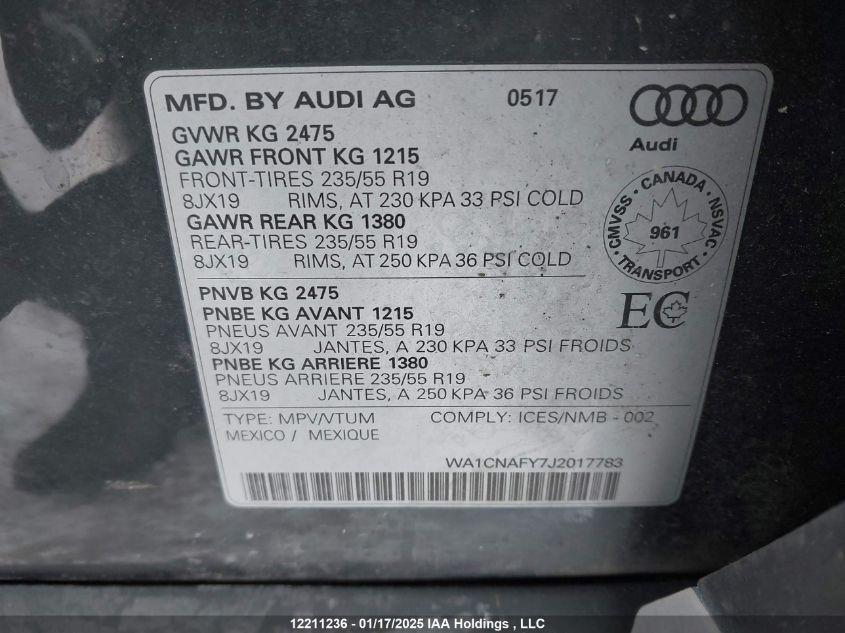 MFD. BY AUDI AG 0517
Audi
GVWR KG 2475
GAWR FRONT KG 1215
FRONT-TIRES 235/55 R19
8JX19 RIMS, AT 230 KPA 33 PSI COLD
GAWR REAR KG 1380
REAR-TIRES 235/55 R19
8JX19 RIMS, AT 250 KPA 36 PSI COLD
CMVSS • CANADA • NSVAC • TRANSPORT •
961
PNVB KG 2475
PNBE KG AVANT 1215
PNEUS AVANT 235/55 R19
8JX19 JANTES, A 230 KPA 33 PSI FROIDS
PNBE KG ARRIERE 1380
PNEUS ARRIERE 235/55 R19
8JX19 JANTES, A 250 KPA 36 PSI FROIDS
EC
TYPE: MPV/VTUM COMPLY: ICES/NMB - 002
MEXICO / MEXIQUE
WA1CNAFY7J2017783
12211236 - 01/17/2025 IAA Holdings , LLC